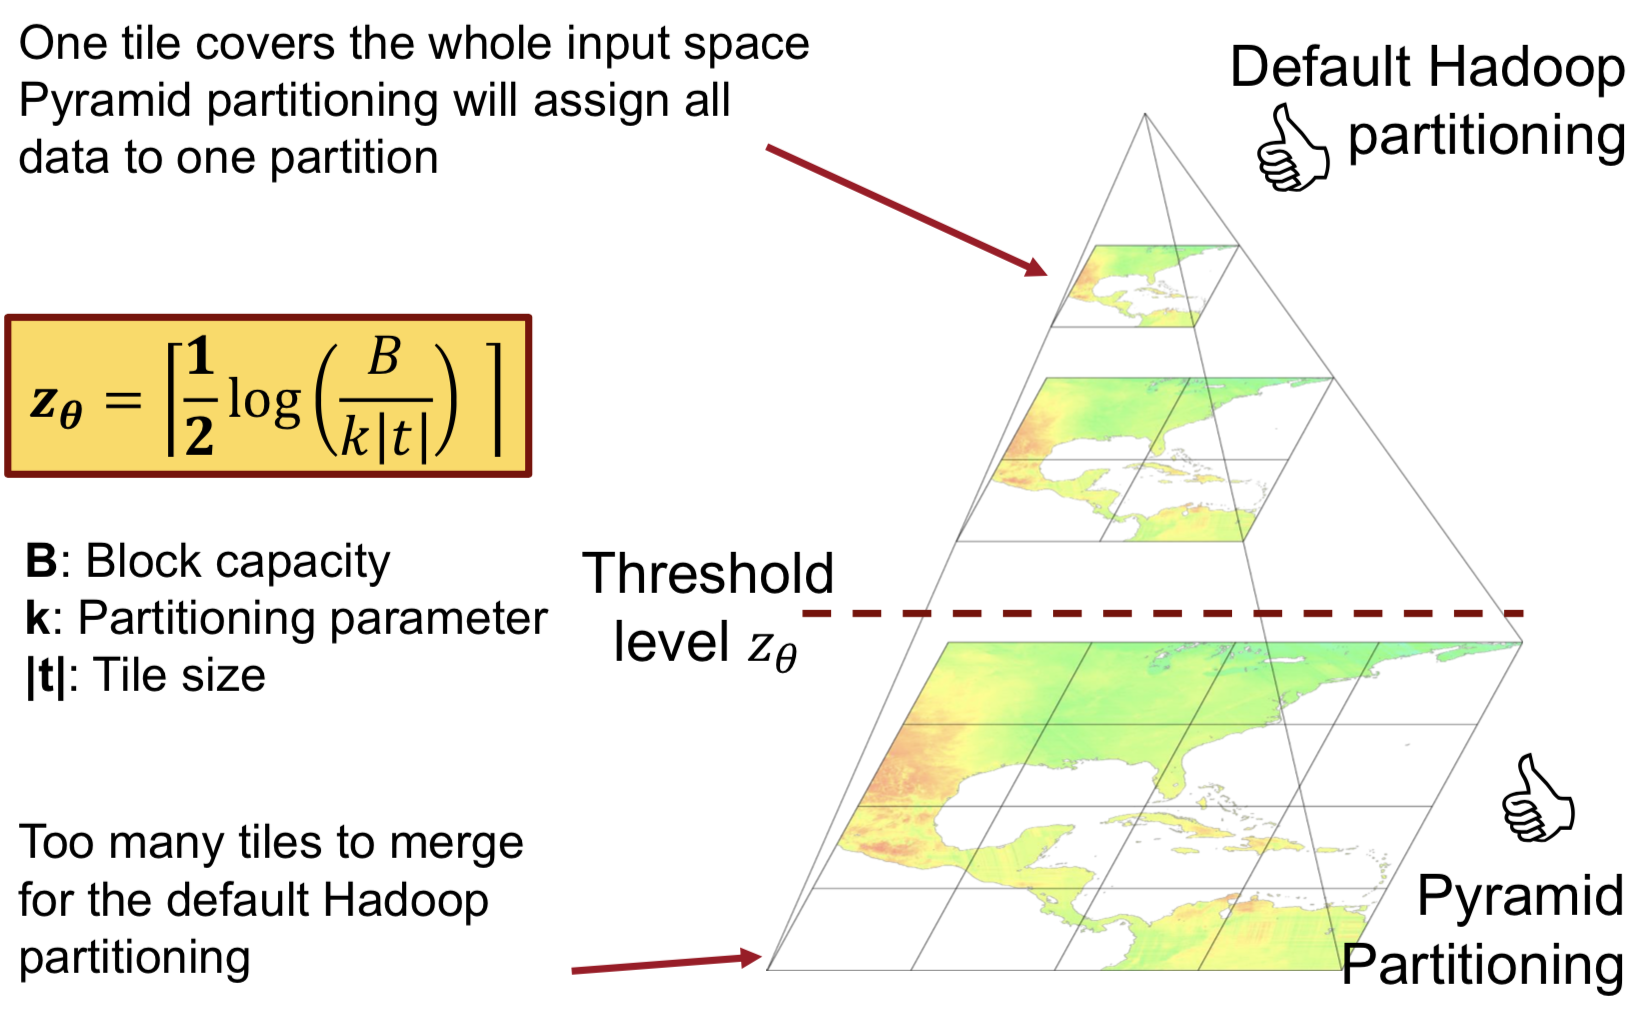 One tile covers the whole input space
Pyramid partitioning will assign all
data to one partition
Default Hadoop
partitioning
z_θ = ⌈1/2 log(B/(k|t|)) ⌉
B: Block capacity
k: Partitioning parameter
|t|: Tile size
Threshold
level z_θ
Too many tiles to merge
for the default Hadoop
partitioning
Pyramid
Partitioning